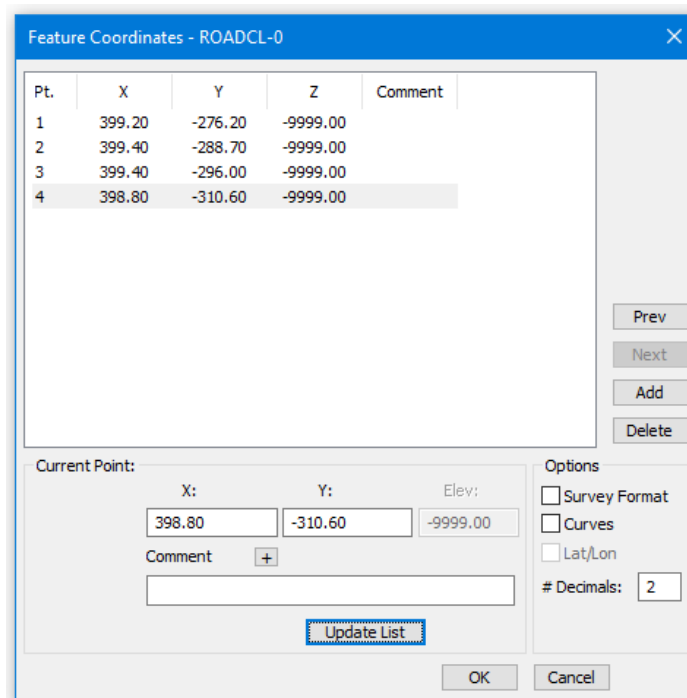 Feature Coordinates - ROADCL-0
Pt. X Y Z Comment
1 399.20 -276.20 -9999.00
2 399.40 -288.70 -9999.00
3 399.40 -296.00 -9999.00
4 398.80 -310.60 -9999.00
Prev
Next
Add
Delete
Current Point:
X: Y: Elev:
398.80 -310.60 -9999.00
Comment +
Update List
Options
Survey Format
Curves
Lat/Lon
# Decimals: 2
OK Cancel